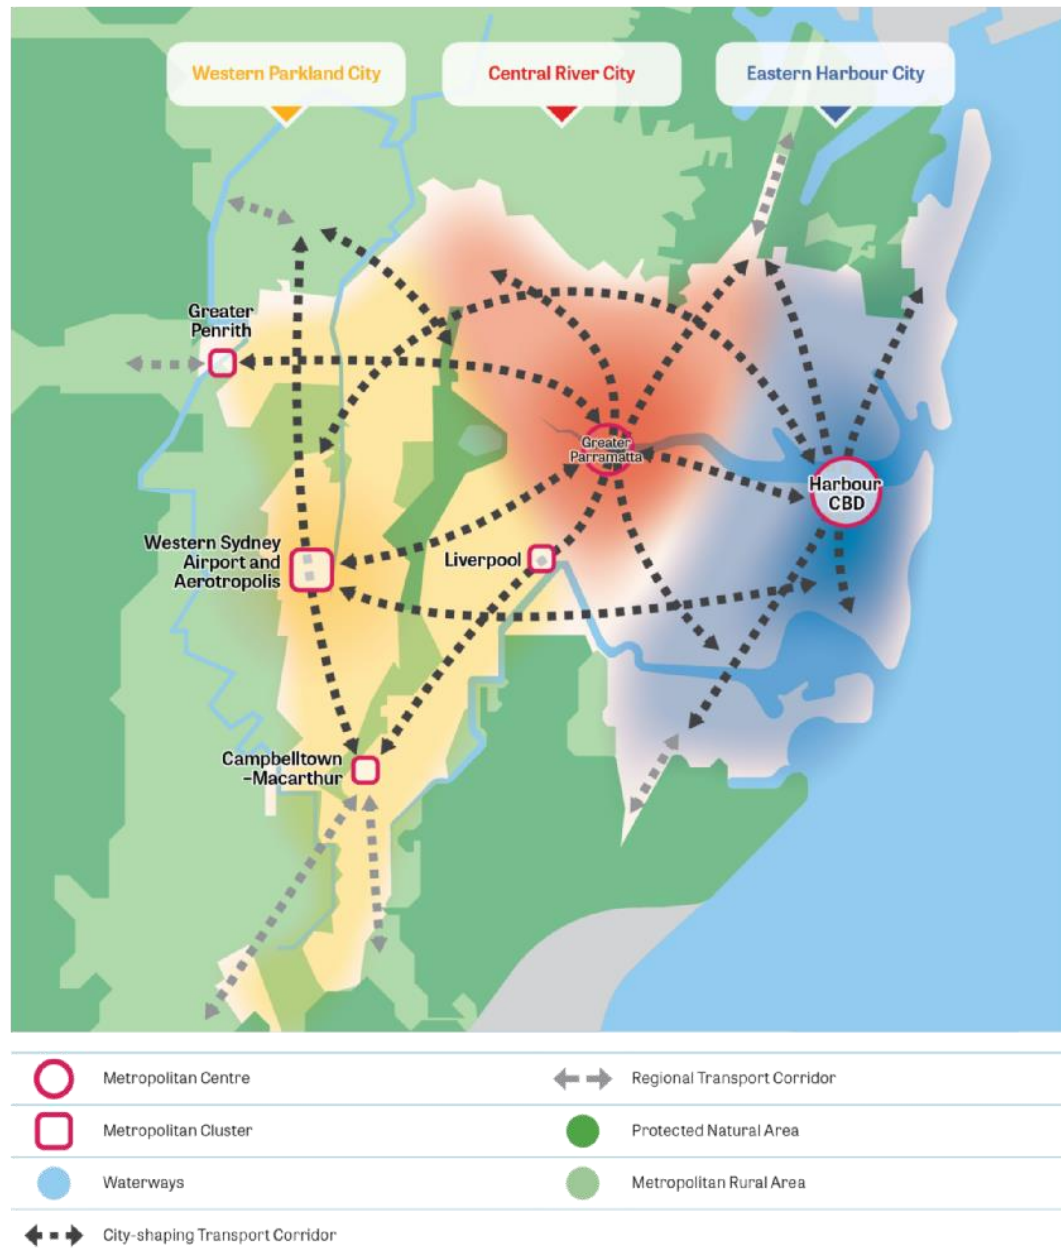 Western Parkland City
Central River City
Eastern Harbour City
Greater
Penrith
Greater
Parramatta
Harbour
CBD
Western Sydney
Airport and
Aerotropolis
Liverpool
Campbelltown
–Macarthur
Metropolitan Centre
Regional Transport Corridor
Metropolitan Cluster
Protected Natural Area
Waterways
Metropolitan Rural Area
City-shaping Transport Corridor